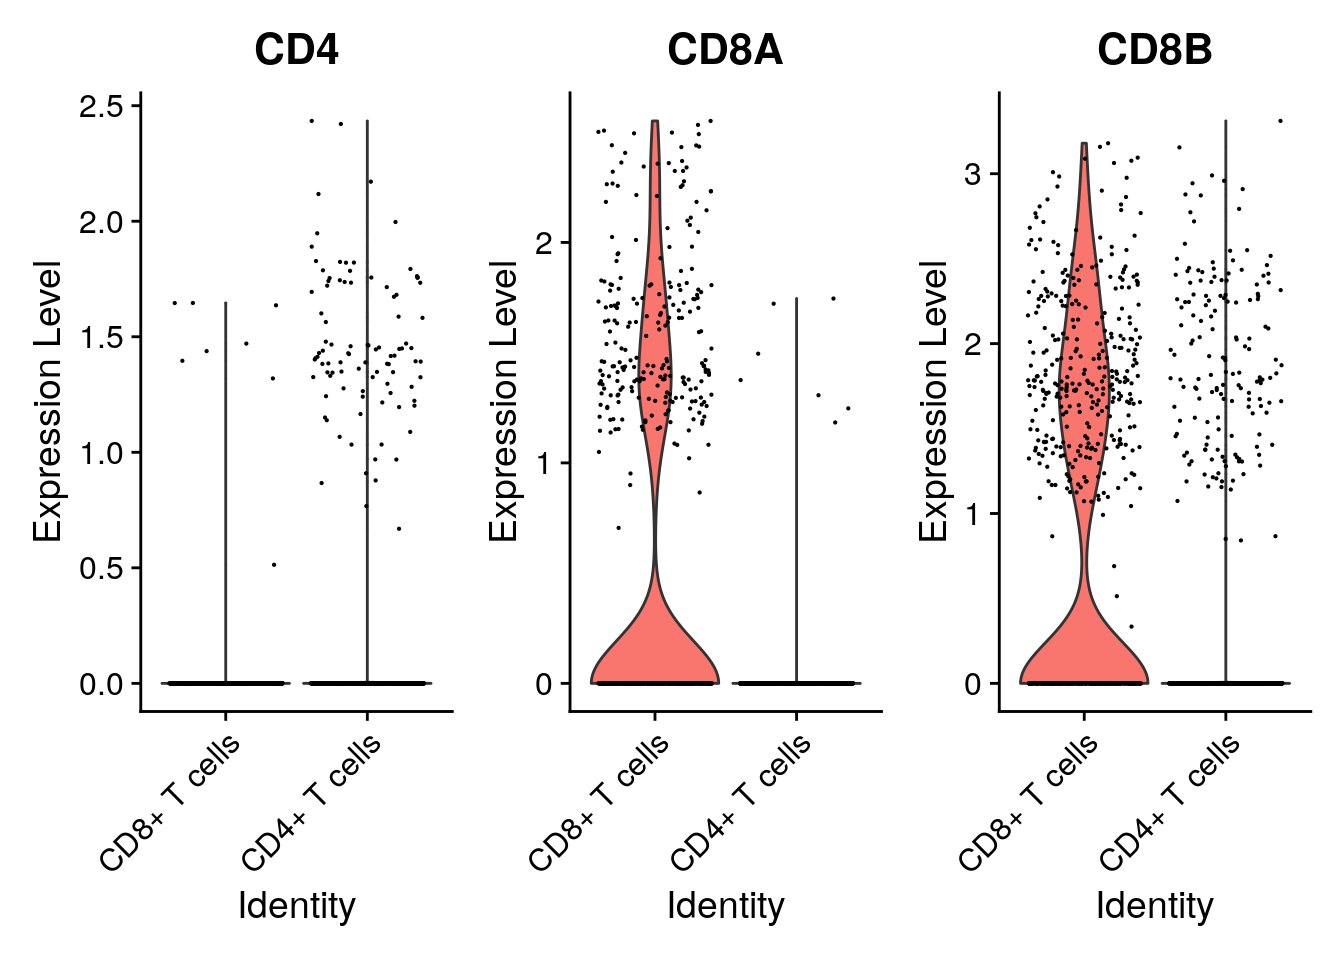 CD4
CD8A
CD8B
Expression Level
2.5
2.0
1.5
1.0
0.5
0.0
CD8+ T cells
CD4+ T cells
Identity
Expression Level
2
1
0
CD8+ T cells
CD4+ T cells
Identity
Expression Level
3
2
1
0
CD8+ T cells
CD4+ T cells
Identity